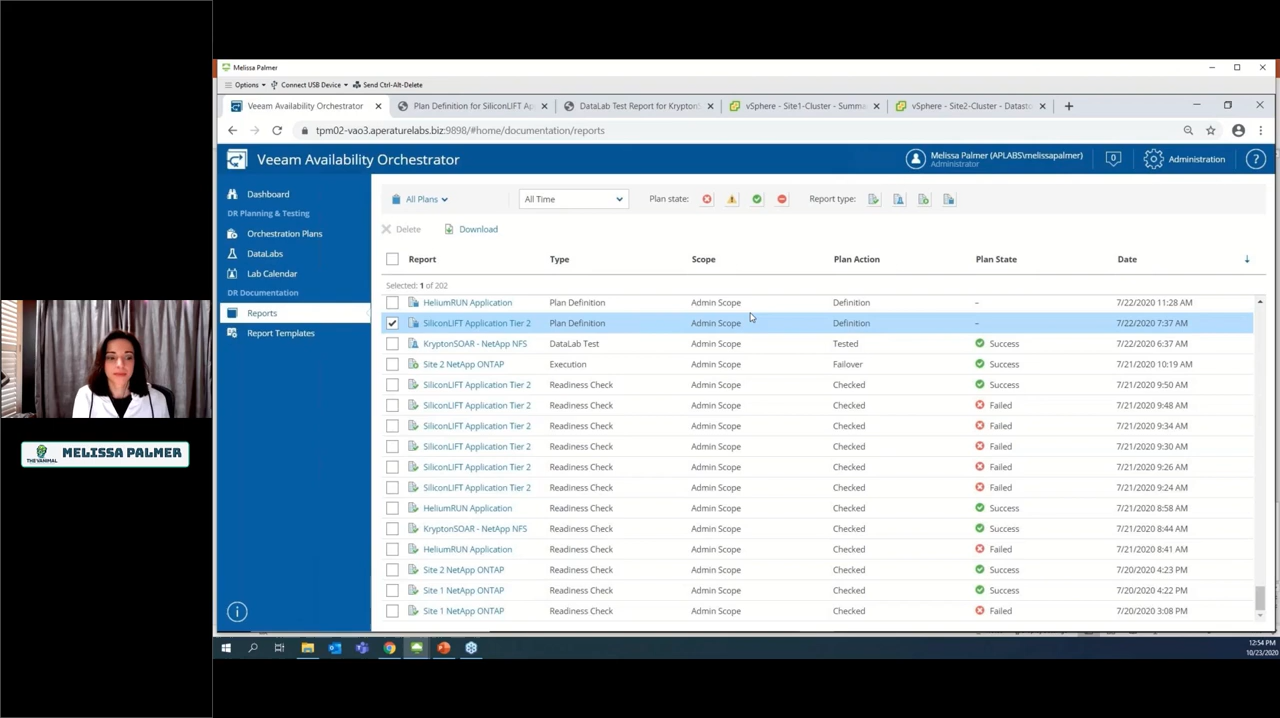 Melissa Palmer
Options Connect USB Device Send Ctrl-Alt-Delete
Veeam Availability Orchestrator
Plan Definition for SiliconLIFT Ap
DataLab Test Report for Krypton
vSphere - Site1-Cluster - Summa
vSphere - Site2-Cluster - Datast
tpm02-vao3.aperaturelabs.biz:9898/#home/documentation/reports
Veeam Availability Orchestrator
Melissa Palmer (APLABS\melissapalmer)
Administrator
0
Administration
?
Dashboard
DR Planning & Testing
Orchestration Plans
DataLabs
Lab Calendar
DR Documentation
Reports
Report Templates
All Plans All Time Plan state: Report type:
Delete Download
Report Type Scope Plan Action Plan State Date
Selected: 1 of 202
HeliumRUN Application Plan Definition Admin Scope Definition – 7/22/2020 11:28 AM
SiliconLIFT Application Tier 2 Plan Definition Admin Scope Definition – 7/22/2020 7:37 AM
KryptonSOAR - NetApp NFS DataLab Test Admin Scope Tested Success 7/22/2020 6:37 AM
Site 2 NetApp ONTAP Execution Admin Scope Failover Success 7/21/2020 10:19 AM
SiliconLIFT Application Tier 2 Readiness Check Admin Scope Checked Success 7/21/2020 9:50 AM
SiliconLIFT Application Tier 2 Readiness Check Admin Scope Checked Failed 7/21/2020 9:48 AM
SiliconLIFT Application Tier 2 Readiness Check Admin Scope Checked Failed 7/21/2020 9:34 AM
SiliconLIFT Application Tier 2 Readiness Check Admin Scope Checked Failed 7/21/2020 9:30 AM
SiliconLIFT Application Tier 2 Readiness Check Admin Scope Checked Failed 7/21/2020 9:26 AM
SiliconLIFT Application Tier 2 Readiness Check Admin Scope Checked Failed 7/21/2020 9:24 AM
HeliumRUN Application Readiness Check Admin Scope Checked Success 7/21/2020 8:58 AM
KryptonSOAR - NetApp NFS Readiness Check Admin Scope Checked Success 7/21/2020 8:44 AM
HeliumRUN Application Readiness Check Admin Scope Checked Failed 7/21/2020 8:41 AM
Site 2 NetApp ONTAP Readiness Check Admin Scope Checked Success 7/20/2020 4:23 PM
Site 1 NetApp ONTAP Readiness Check Admin Scope Checked Success 7/20/2020 4:22 PM
Site 1 NetApp ONTAP Readiness Check Admin Scope Checked Failed 7/20/2020 3:08 PM
12:54 PM
10/23/2020
THEVANIMAL
MELISSA PALMER